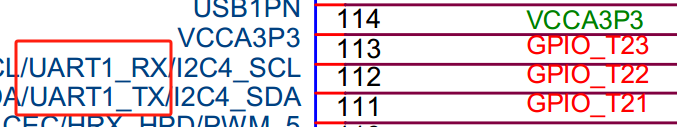 USB1PN
VCCA3P3 114 VCCA3P3
CL/UART1_RX/I2C4_SCL 113 GPIO_T23
DA/UART1_TX/I2C4_SDA 112 GPIO_T22
111 GPIO_T21